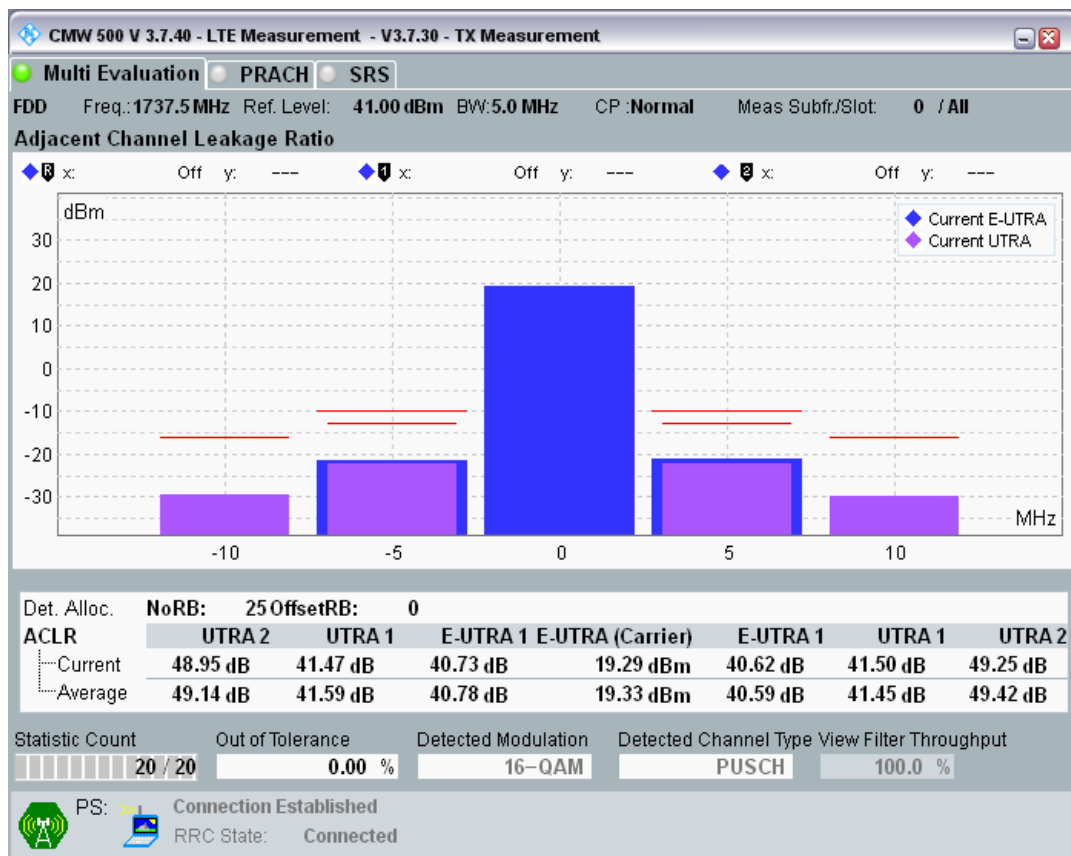 CMW 500 V 3.7.40 - LTE Measurement - V3.7.30 - TX Measurement
Multi Evaluation PRACH SRS
FDD Freq.:1737.5 MHz Ref. Level: 41.00 dBm BW:5.0 MHz CP :Normal Meas Subfr./Slot: 0 / All
Adjacent Channel Leakage Ratio
R x: Off y: --- 1 x: Off y: --- 2 x: Off y: ---
dBm
Current E-UTRA
Current UTRA
30
20
10
0
-10
-20
-30
MHz
-10 -5 0 5 10
Det. Alloc. NoRB: 25 OffsetRB: 0
ACLR UTRA 2 UTRA 1 E-UTRA 1 E-UTRA (Carrier) E-UTRA 1 UTRA 1 UTRA 2
Current 48.95 dB 41.47 dB 40.73 dB 19.29 dBm 40.62 dB 41.50 dB 49.25 dB
Average 49.14 dB 41.59 dB 40.78 dB 19.33 dBm 40.59 dB 41.45 dB 49.42 dB
Statistic Count Out of Tolerance Detected Modulation Detected Channel Type View Filter Throughput
20 / 20 0.00 % 16-QAM PUSCH 100.0 %
PS: Connection Established
RRC State: Connected